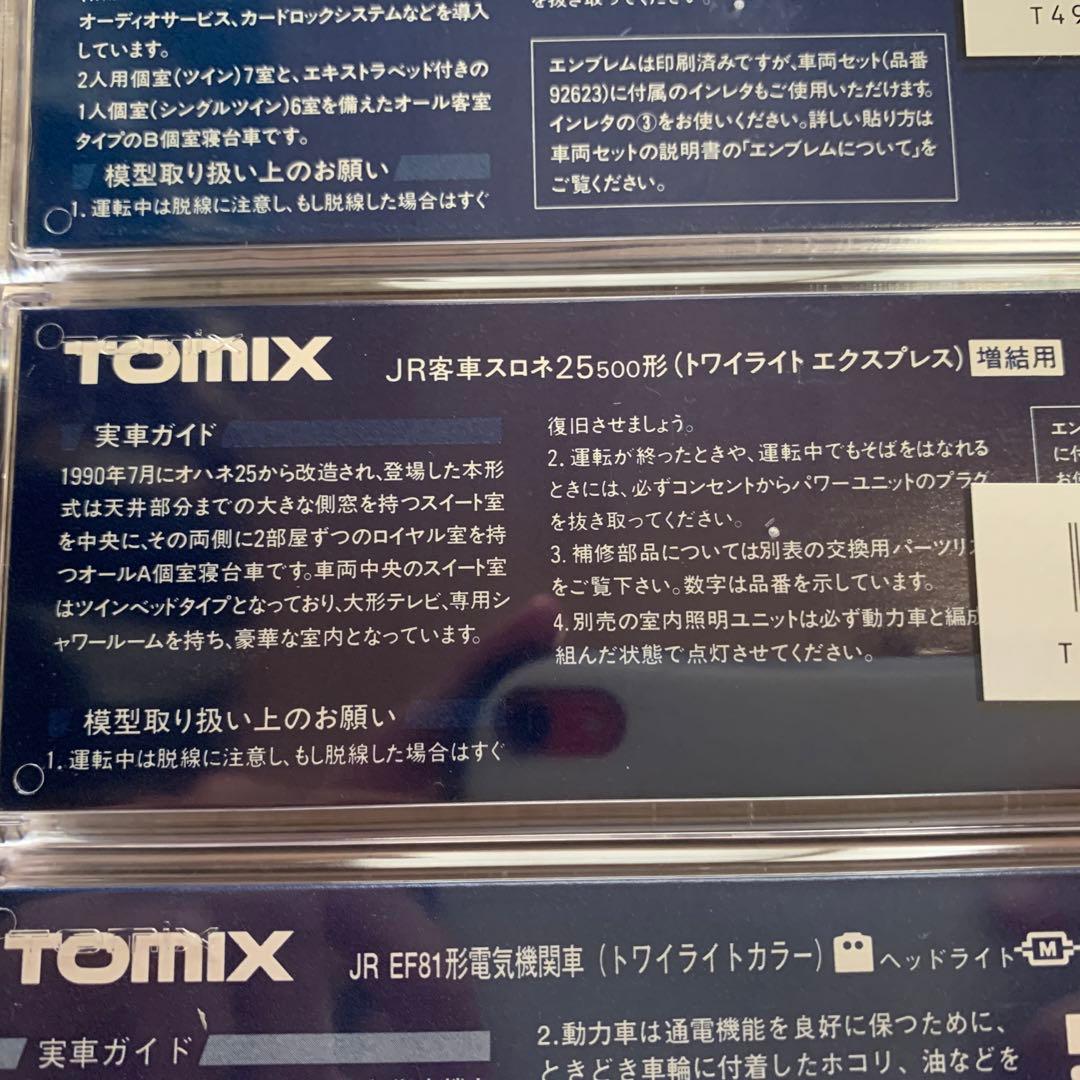 オーディオサービス、カードロックシステムなどを導入
しています。
2人用個室(ツイン)7室と、エキストラベッド付きの
1人個室(シングルツイン)6室を備えたオール客室
タイプのB個室寝台車です。
模型取り扱い上のお願い
1. 運転中は脱線に注意し、もし脱線した場合はすぐ
を抜き取ってください。
エンブレムは印刷済みですが、車両セット(品番
92623)に付属のインレタもご使用いただけます。
インレタの③をお使いください。詳しい貼り方は
車両セットの説明書の「エンブレムについて」を
ご覧ください。
T49
TOMIX
JR客車スロネ25500形(トワイライト エクスプレス) 増結用
実車ガイド
1990年7月にオハネ25から改造され、登場した本形
式は天井部分までの大きな側窓を持つスイート室
を中央に、その両側に2部屋ずつのロイヤル室を持
つオールA個室寝台車です。車両中央のスイート室
はツインベッドタイプとなっており、大形テレビ、専用シ
ャワールームを持ち、豪華な室内となっています。
模型取り扱い上のお願い
1. 運転中は脱線に注意し、もし脱線した場合はすぐ
復旧させましょう。
2. 運転が終ったときや、運転中でもそばをはなれる
ときには、必ずコンセントからパワーユニットのプラグ
を抜き取ってください。
3. 補修部品については別表の交換用パーツリス
をご覧下さい。数字は品番を示しています。
4. 別売の室内照明ユニットは必ず動力車と編成
組んだ状態で点灯させてください。
エン
に付
お使
T
TOMIX
JR EF81形電気機関車 (トワイライトカラー) ヘッドライト M
実車ガイド
2. 動力車は通電機能を良好に保つために、
ときどき車輪に付着したホコリ、油などを